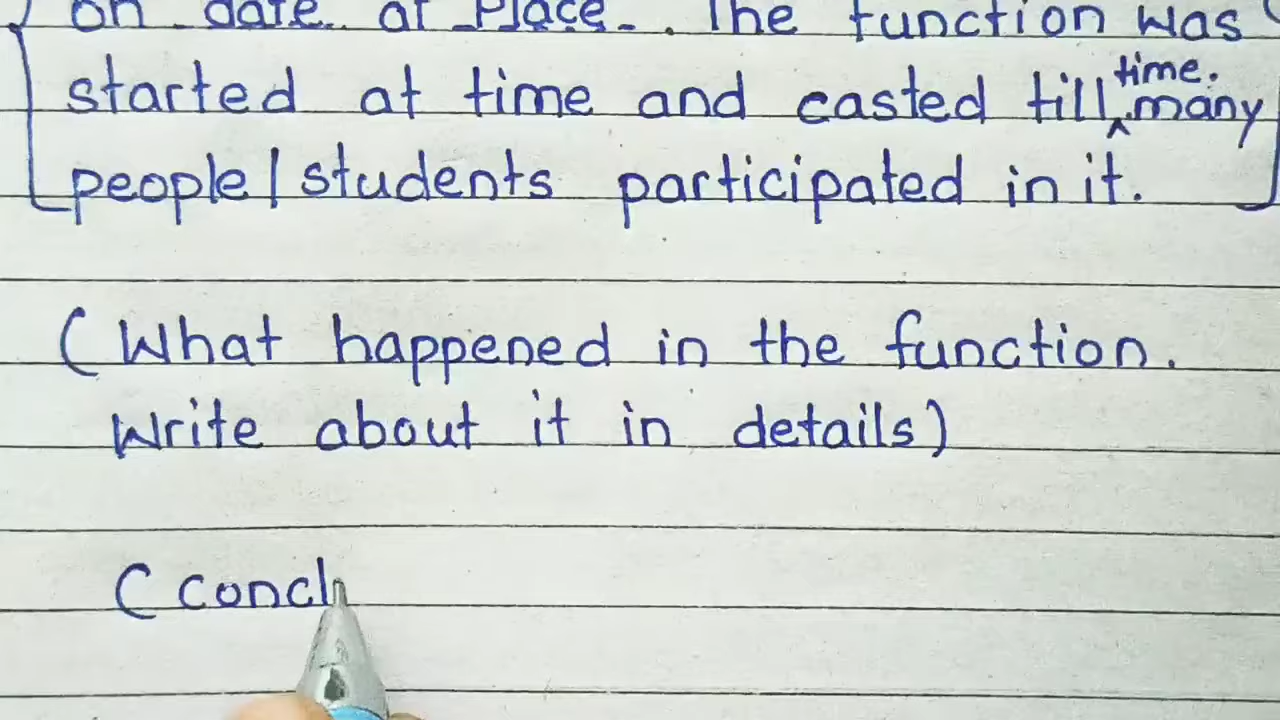 on date at Place. The function was
started at time and casted till time. many
people/students participated in it.
(What happened in the function.
Write about it in details)
(concl